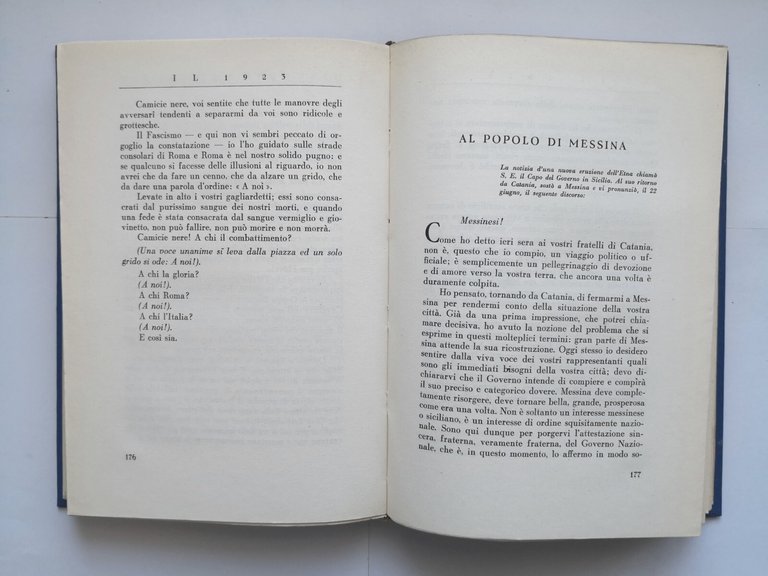 IL 1923
Camicie nere, voi sentite che tutte le manovre degli
avversari tendenti a separarmi da voi sono ridicole e
grottesche.
Il Fascismo — e qui non vi sembri peccato di or-
goglio la constatazione — io l'ho guidato sulle strade
consolari di Roma e Roma è nel nostro solido pugno: e
se qualcuno si facesse delle illusioni al riguardo, io non
avrei che da fare un cenno, che da alzare un grido, che
da dare una parola d'ordine: « A noi ».
Levate in alto i vostri gagliardetti; essi sono consa-
crati dal purissimo sangue dei nostri morti, e quando
una fede è stata consacrata dal sangue vermiglio e gio-
vinetto, non può fallire, non può morire e non morrà.
Camicie nere! A chi il combattimento?
(Una voce unanime si leva dalla piazza ed un solo
grido si ode: A noi!).
A chi la gloria?
(A noi!).
A chi Roma?
(A noi!).
A chi l'Italia?
(A noi!).
E così sia.
176
AL POPOLO DI MESSINA
La notizia d'una nuova eruzione dell'Etna chiamò
S. E. il Capo del Governo in Sicilia. Al suo ritorno
da Catania, sostò a Messina e vi pronunziò, il 22
giugno, il seguente discorso:
Messinesi!
Come ho detto ieri sera ai vostri fratelli di Catania,
non è, questo che io compio, un viaggio politico o uf-
ficiale; è semplicemente un pellegrinaggio di devozione
e di amore verso la vostra terra, che ancora una volta è
duramente colpita.
Ho pensato, tornando da Catania, di fermarmi a Mes-
sina per rendermi conto della situazione della vostra
città. Già da una prima impressione, che potrei chia-
mare decisiva, ho avuto la nozione del problema che si
esprime in questi molteplici termini: gran parte di Mes-
sina attende la sua ricostruzione. Oggi stesso io desidero
sentire dalla viva voce dei vostri rappresentanti quali
sono gli immediati bisogni della vostra città; devo di-
chiararvi che il Governo intende di compiere e compirà
il suo preciso e categorico dovere. Messina deve comple-
tamente risorgere, deve tornare bella, grande, prosperosa
come era una volta. Non è soltanto un interesse messinese
o siciliano, è un interesse di ordine squisitamente nazio-
nale. Sono qui dunque per porgervi l'attestazione sin-
cera, fraterna, veramente fraterna, del Governo Nazio-
nale, che è, in questo momento, lo affermo in modo so-
177